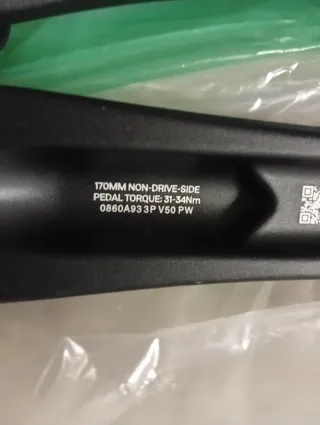 170MM NON-DRIVE-SIDE
PEDAL TORQUE: 31-34Nm
0860A93 3P V50 PW